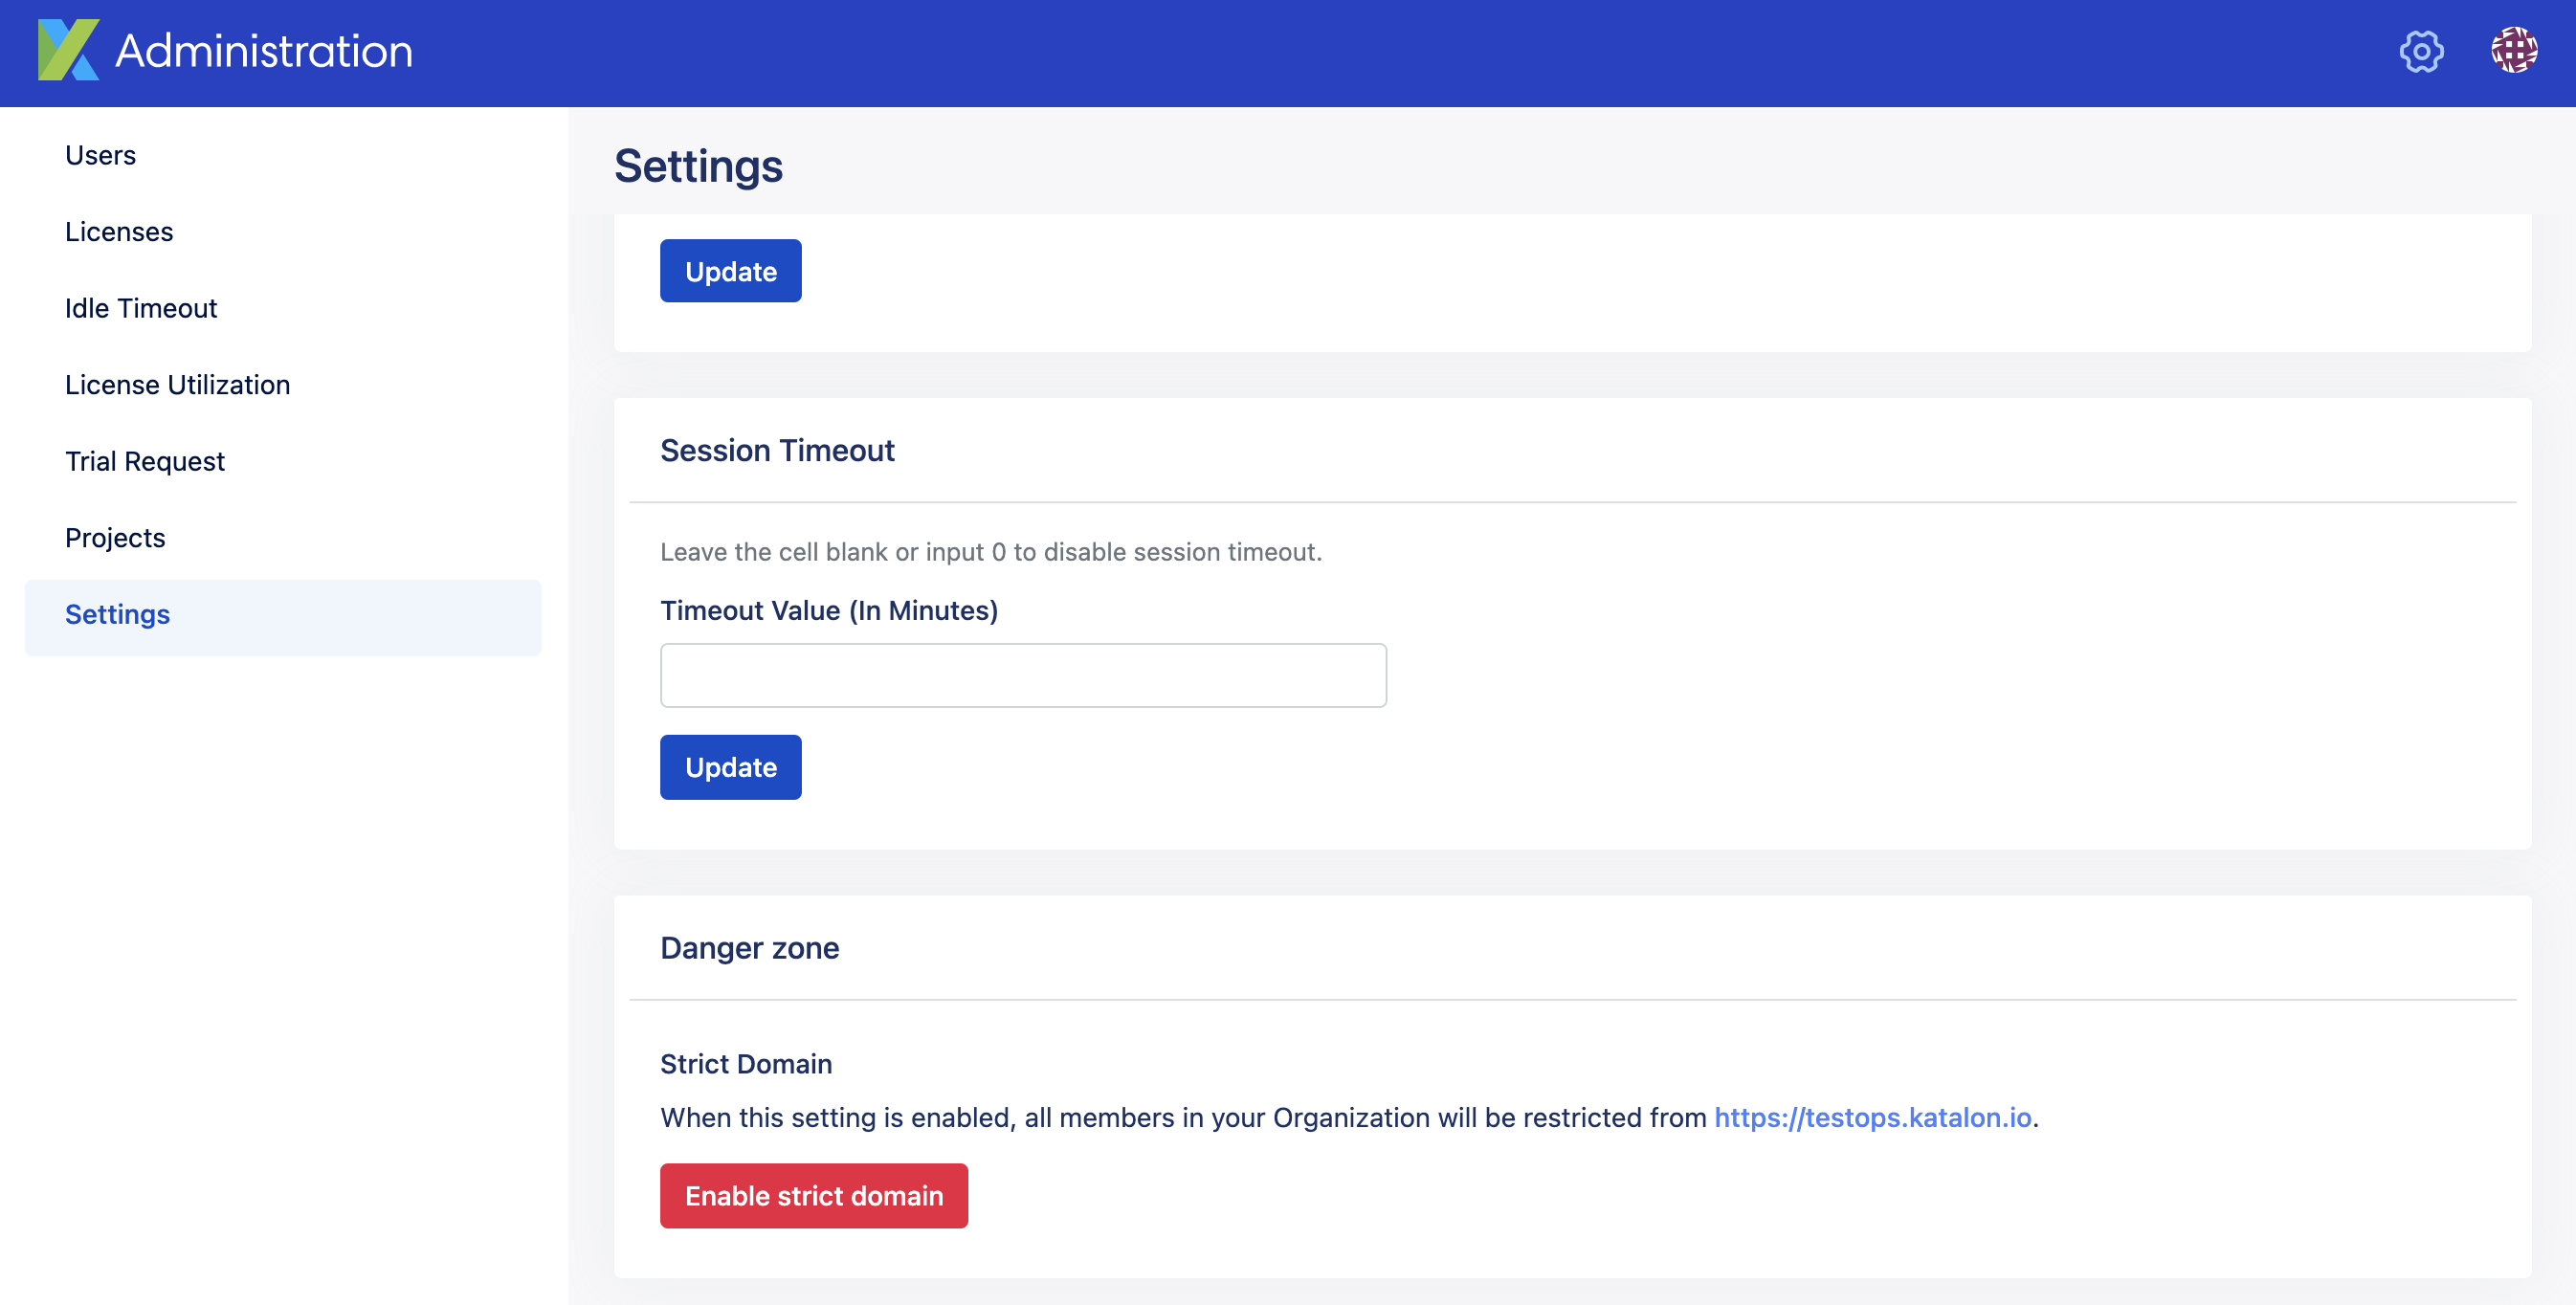 Administration
Users
Licenses
Idle Timeout
License Utilization
Trial Request
Projects
Settings
Settings
Update
Session Timeout
Leave the cell blank or input 0 to disable session timeout.
Timeout Value (In Minutes)
Update
Danger zone
Strict Domain
When this setting is enabled, all members in your Organization will be restricted from https://testops.katalon.io.
Enable strict domain